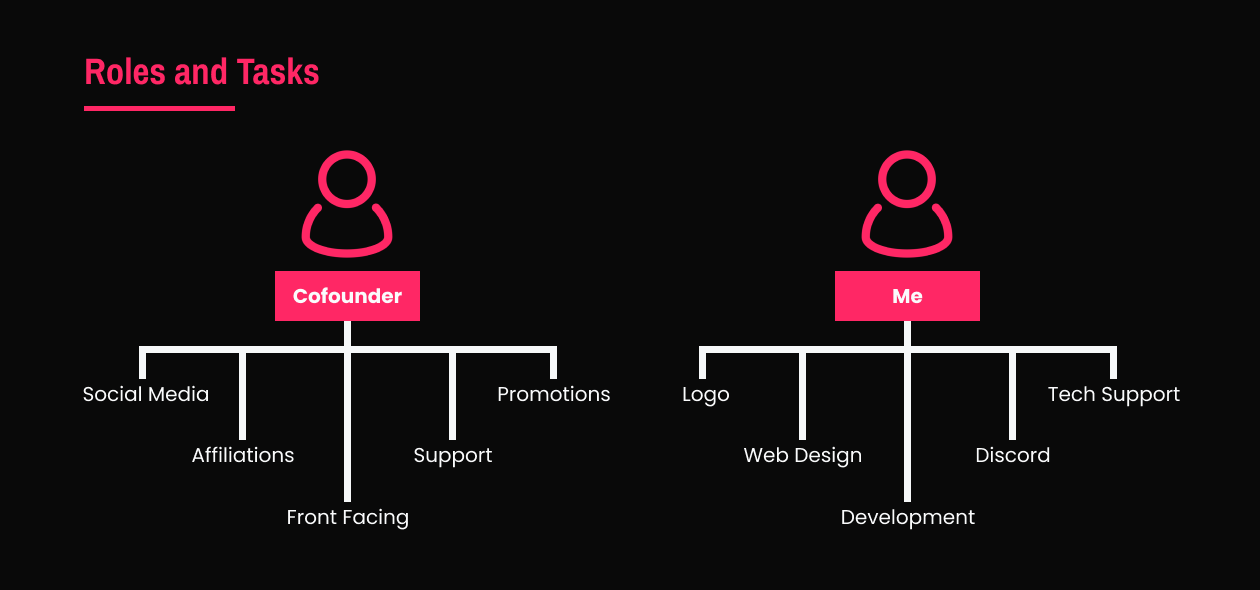 Roles and Tasks
Cofounder
Social Media
Affiliations
Front Facing
Support
Promotions
Me
Logo
Web Design
Development
Discord
Tech Support